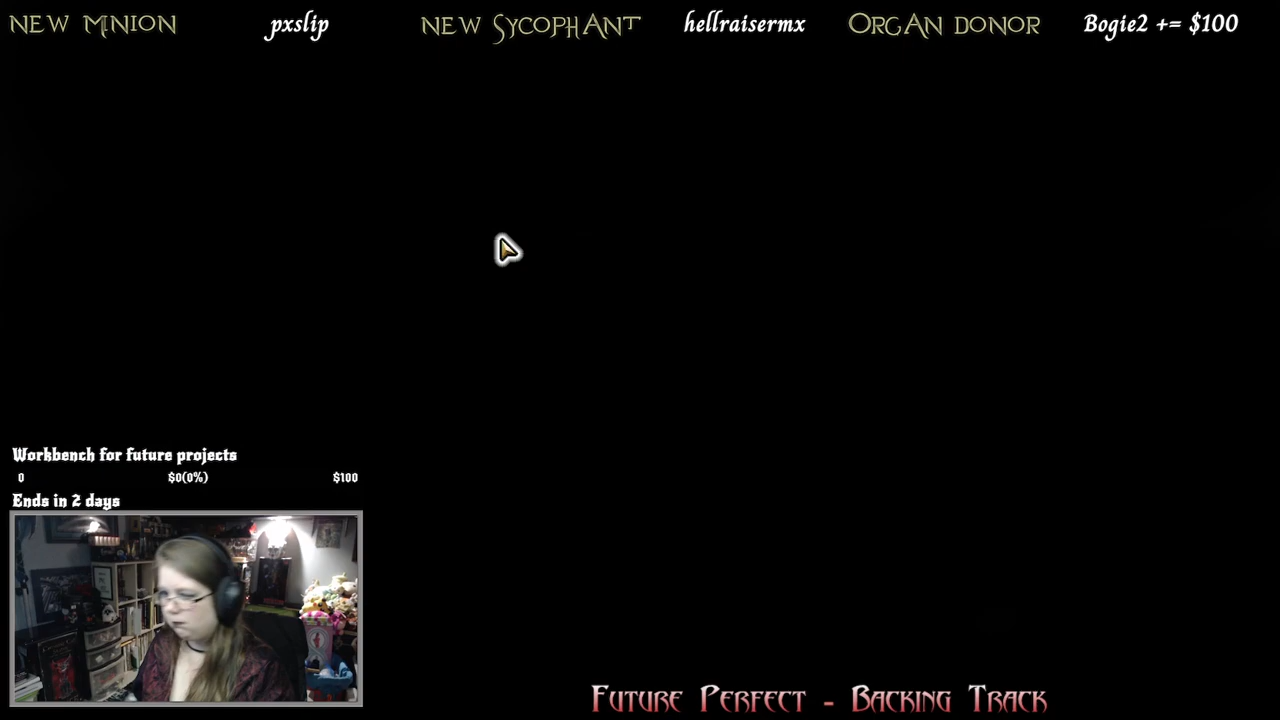 NEW MINION pxslip NEW SYCOPHANT hellraisermx ORGAN DONOR Bogie2 += $100
Workbench for future projects
0 $0(0%) $100
Ends in 2 days
FUTURE PERFECT - BACKING TRACK